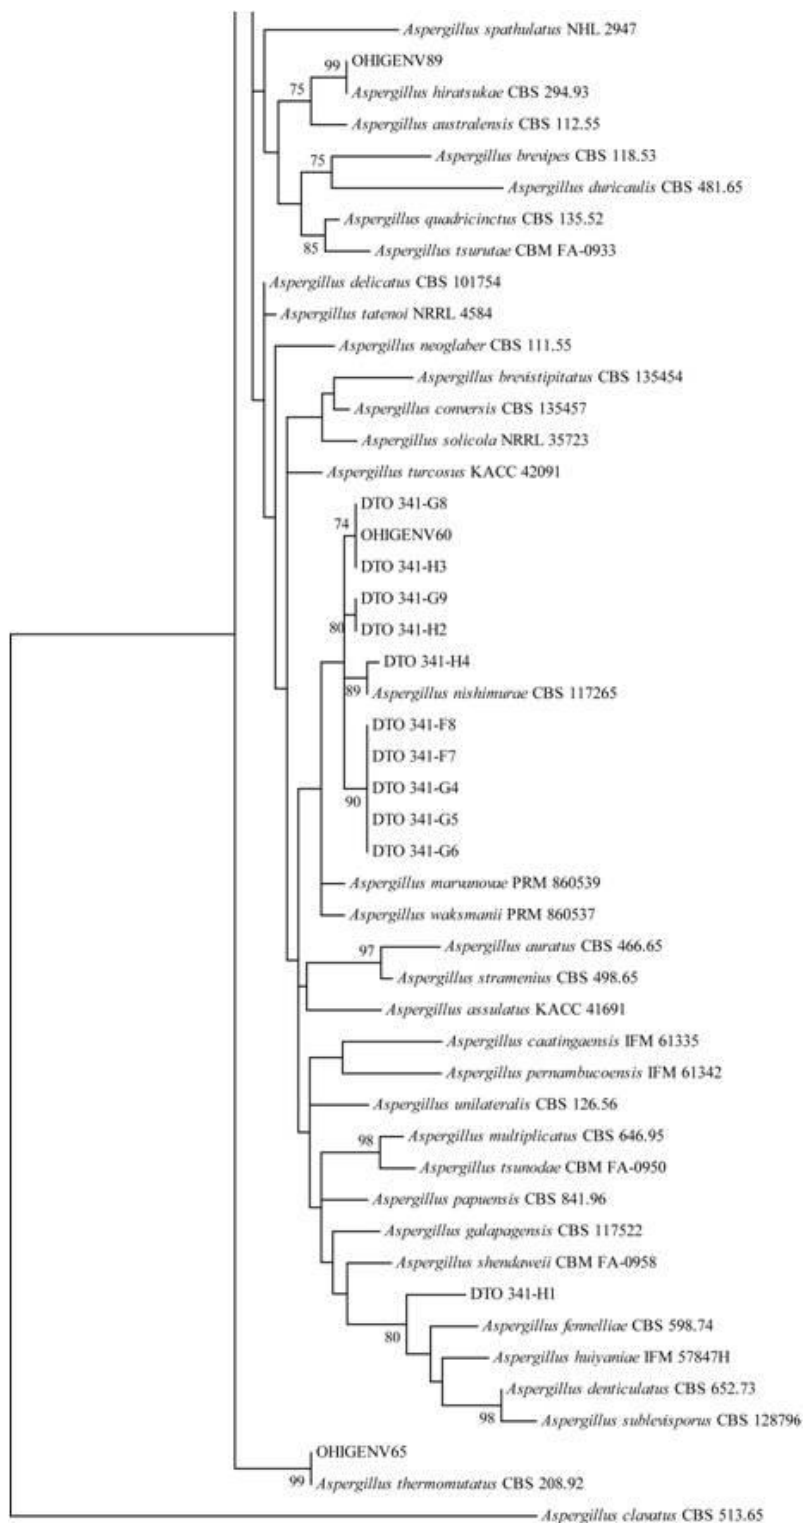 Aspergillus spathulatus NHL 2947
OHIGENV89
99
Aspergillus hiratsukae CBS 294.93
75
Aspergillus australensis CBS 112.55
Aspergillus brevipes CBS 118.53
75
Aspergillus duricaulis CBS 481.65
Aspergillus quadricinctus CBS 135.52
85
Aspergillus tsurutae CBM FA-0933
Aspergillus delicatus CBS 101754
Aspergillus tatenoi NRRL 4584
Aspergillus neoglaber CBS 111.55
Aspergillus brevistipitatus CBS 135454
Aspergillus conversis CBS 135457
Aspergillus solicola NRRL 35723
Aspergillus turcosus KACC 42091
DTO 341-G8
74
OHIGENV60
DTO 341-H3
DTO 341-G9
80
DTO 341-H2
DTO 341-H4
89
Aspergillus nishimurae CBS 117265
DTO 341-F8
DTO 341-F7
DTO 341-G4
90
DTO 341-G5
DTO 341-G6
Aspergillus marvanovae PRM 860539
Aspergillus waksmanii PRM 860537
Aspergillus auratus CBS 466.65
97
Aspergillus stramenius CBS 498.65
Aspergillus assulatus KACC 41691
Aspergillus caatingaensis IFM 61335
Aspergillus pernambucoensis IFM 61342
Aspergillus unilateralis CBS 126.56
Aspergillus multiplicatus CBS 646.95
98
Aspergillus tsunodae CBM FA-0950
Aspergillus papuensis CBS 841.96
Aspergillus galapagensis CBS 117522
Aspergillus shendaweii CBM FA-0958
DTO 341-H1
80
Aspergillus fennelliae CBS 598.74
Aspergillus huiyaniae IFM 57847H
Aspergillus denticulatus CBS 652.73
98
Aspergillus sublevisporus CBS 128796
OHIGENV65
99
Aspergillus thermomutatus CBS 208.92
Aspergillus clavatus CBS 513.65